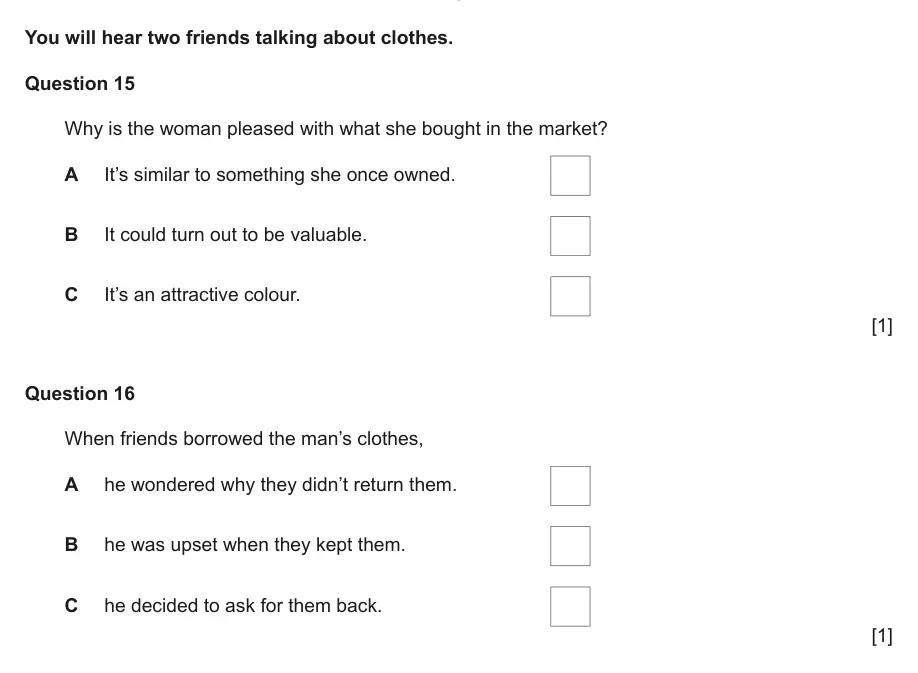 You will hear two friends talking about clothes.
Question 15
Why is the woman pleased with what she bought in the market?
A It’s similar to something she once owned.
B It could turn out to be valuable.
C It’s an attractive colour.
[1]
Question 16
When friends borrowed the man’s clothes,
A he wondered why they didn’t return them.
B he was upset when they kept them.
C he decided to ask for them back.
[1]